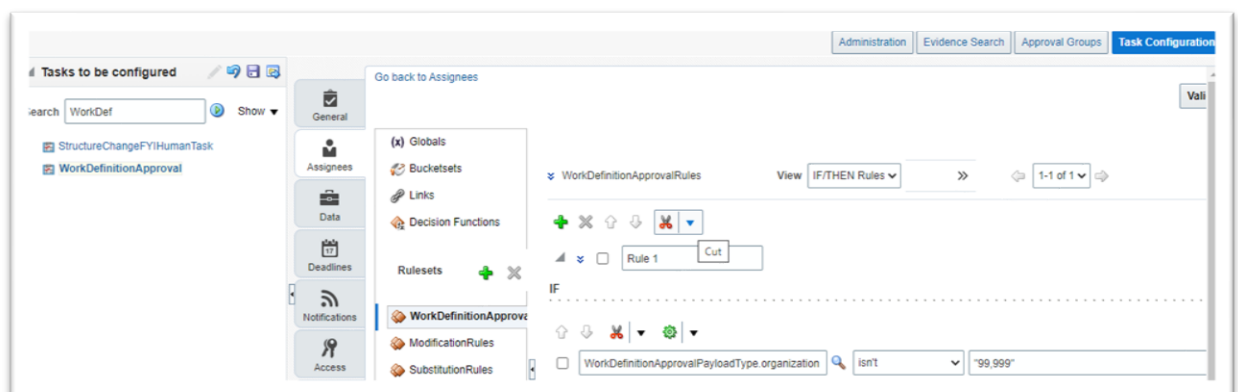 Administration Evidence Search Approval Groups Task Configuration
Tasks to be configured
Go back to Assignees
Search WorkDef Show
General
Vali
StructureChangeFYIHumanTask
WorkDefinitionApproval
Assignees
Data
Deadlines
17
Notifications
Access
(x) Globals
Bucketsets
Links
Decision Functions
Rulesets
WorkDefinitionApprova
ModificationRules
SubstitutionRules
WorkDefinitionApprovalRules View IF/THEN Rules 1-1 of 1
Cut
Rule 1
IF
WorkDefinitionApprovalPayloadType.organization isn't "99,999"